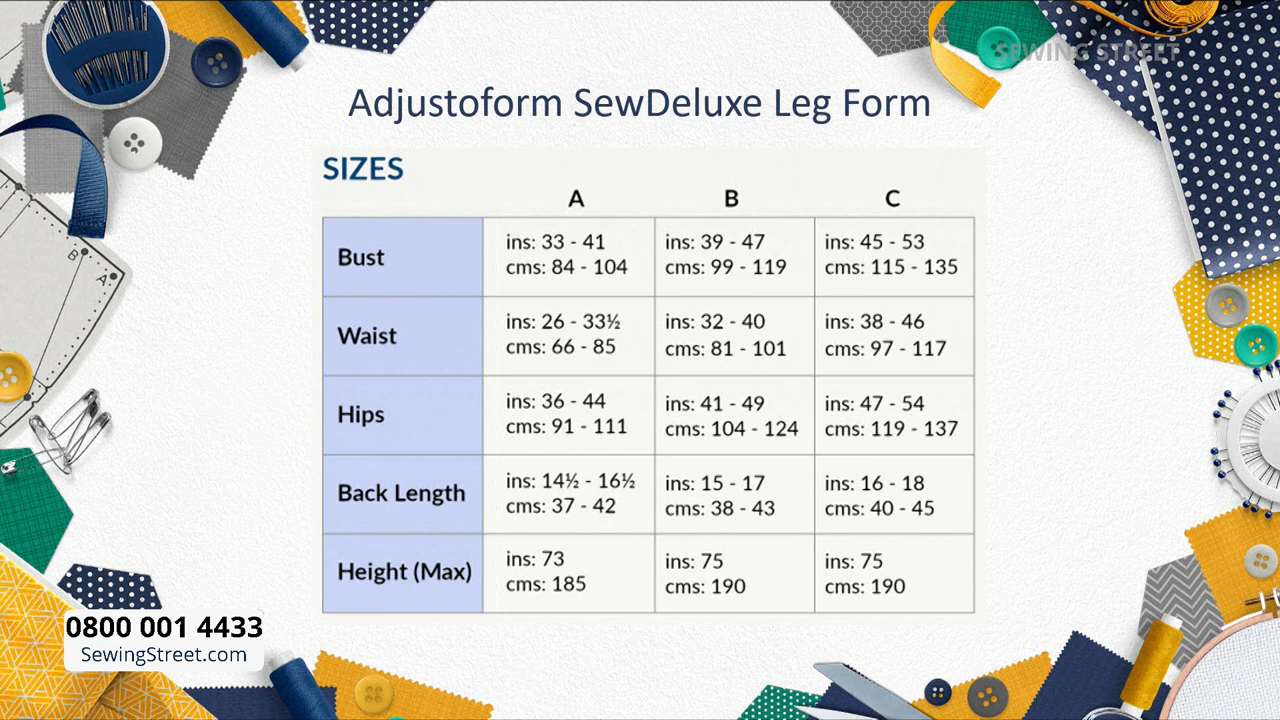 SEWING STREET
Adjustoform SewDeluxe Leg Form
SIZES
A B C
Bust
ins: 33 - 41
cms: 84 - 104
ins: 39 - 47
cms: 99 - 119
ins: 45 - 53
cms: 115 - 135
Waist
ins: 26 - 33½
cms: 66 - 85
ins: 32 - 40
cms: 81 - 101
ins: 38 - 46
cms: 97 - 117
Hips
ins: 36 - 44
cms: 91 - 111
ins: 41 - 49
cms: 104 - 124
ins: 47 - 54
cms: 119 - 137
Back Length
ins: 14½ - 16½
cms: 37 - 42
ins: 15 - 17
cms: 38 - 43
ins: 16 - 18
cms: 40 - 45
Height (Max)
ins: 73
cms: 185
ins: 75
cms: 190
ins: 75
cms: 190
B
A
0800 001 4433
SewingStreet.com